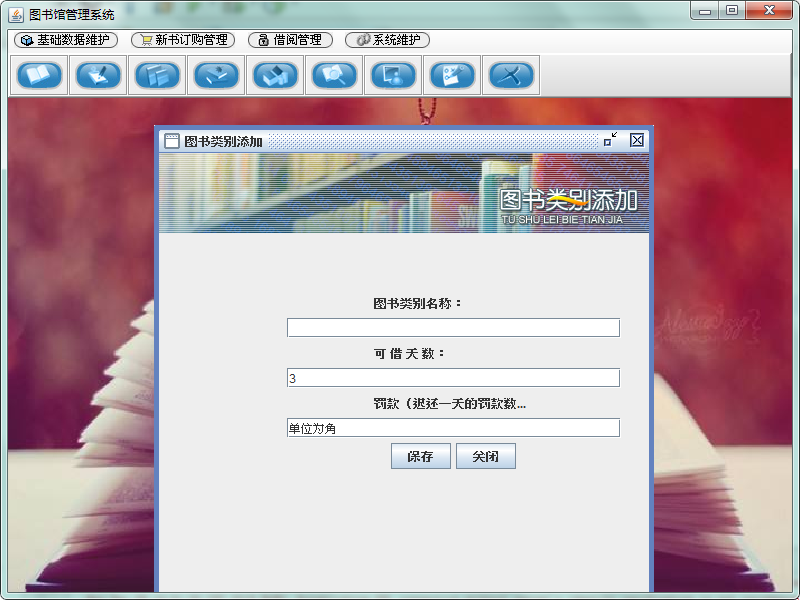 图书馆管理系统
基础数据维护 新书订购管理 借阅管理 系统维护
图书类别添加
图书类别添加
TU SHU LEI BIE TIAN JIA
图书类别名称：
可 借 天 数：
3
罚款（迟还一天的罚款数...
单位为角
保存 关闭